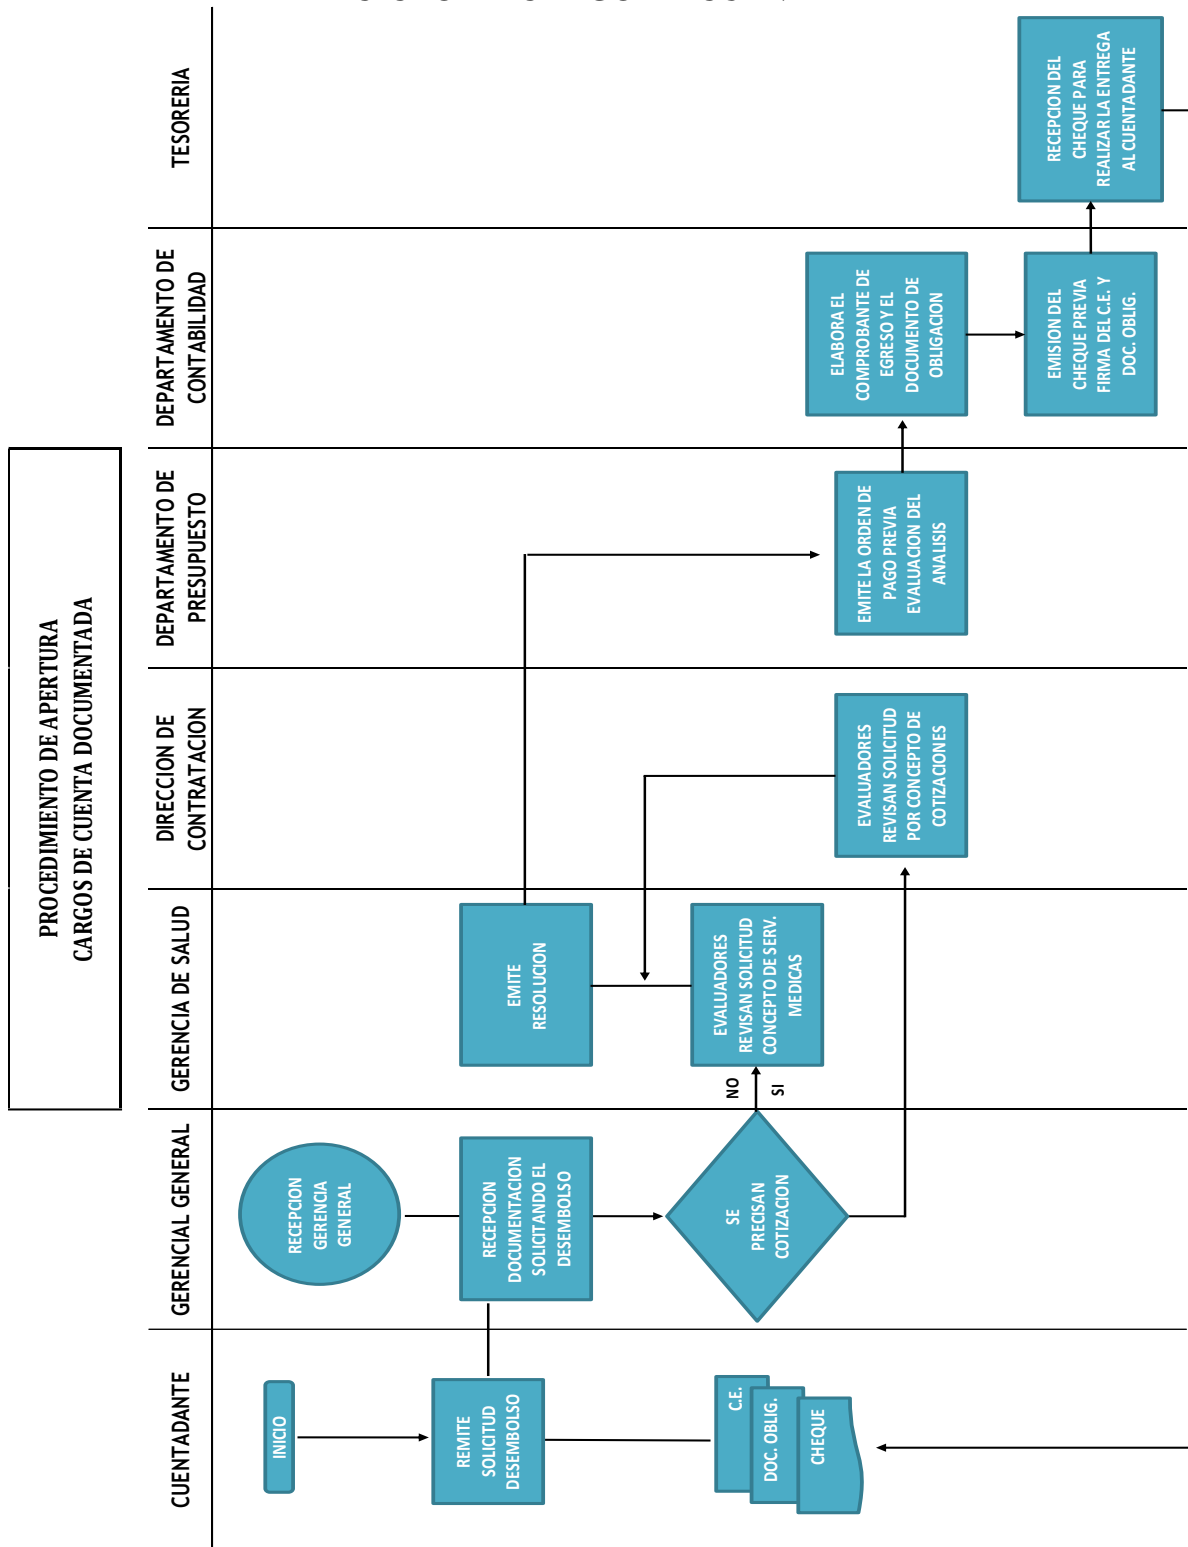 PROCEDIMIENTO DE APERTURA
CARGOS DE CUENTA DOCUMENTADA
CUENTADANTE
GERENCIAL GENERAL
GERENCIA DE SALUD
DIRECCION DE
CONTRATACION
DEPARTAMENTO DE
PRESUPUESTO
DEPARTAMENTO DE
CONTABILIDAD
TESORERIA
INICIO
RECEPCION
GERENCIA
GENERAL
REMITE
SOLICITUD
DESEMBOLSO
RECEPCION
DOCUMENTACION
SOLICITANDO EL
DESEMBOLSO
EMITE
RESOLUCION
SE
PRECISAN
COTIZACION
NO
SI
EVALUADORES
REVISAN SOLICITUD
CONCEPTO DE SERV.
MEDICAS
C.E.
DOC. OBLIG.
CHEQUE
EVALUADORES
REVISAN SOLICITUD
POR CONCEPTO DE
COTIZACIONES
EMITE LA ORDEN DE
PAGO PREVIA
EVALUACION DEL
ANALISIS
ELABORA EL
COMPROBANTE DE
EGRESO Y EL
DOCUMENTO DE
OBLIGACION
EMISION DEL
CHEQUE PREVIA
FIRMA DEL C.E. Y
DOC. OBLIG.
RECEPCION DEL
CHEQUE PARA
REALIZAR LA ENTREGA
AL CUENTADANTE